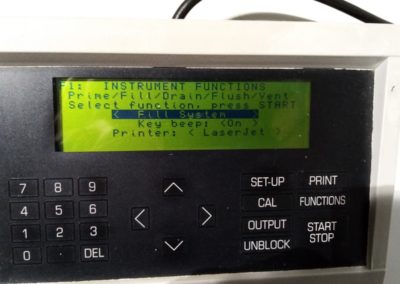 P1: INSTRUMENT FUNCTIONS
Prime/Fill/Drain/Flush/Vent
Select function, press START
< Fill System >
Key beep: <On >
Printer: < LaserJet >
7 8 9
4 5 6
1 2 3
0 . DEL
SET-UP PRINT
CAL FUNCTIONS
OUTPUT START
UNBLOCK STOP